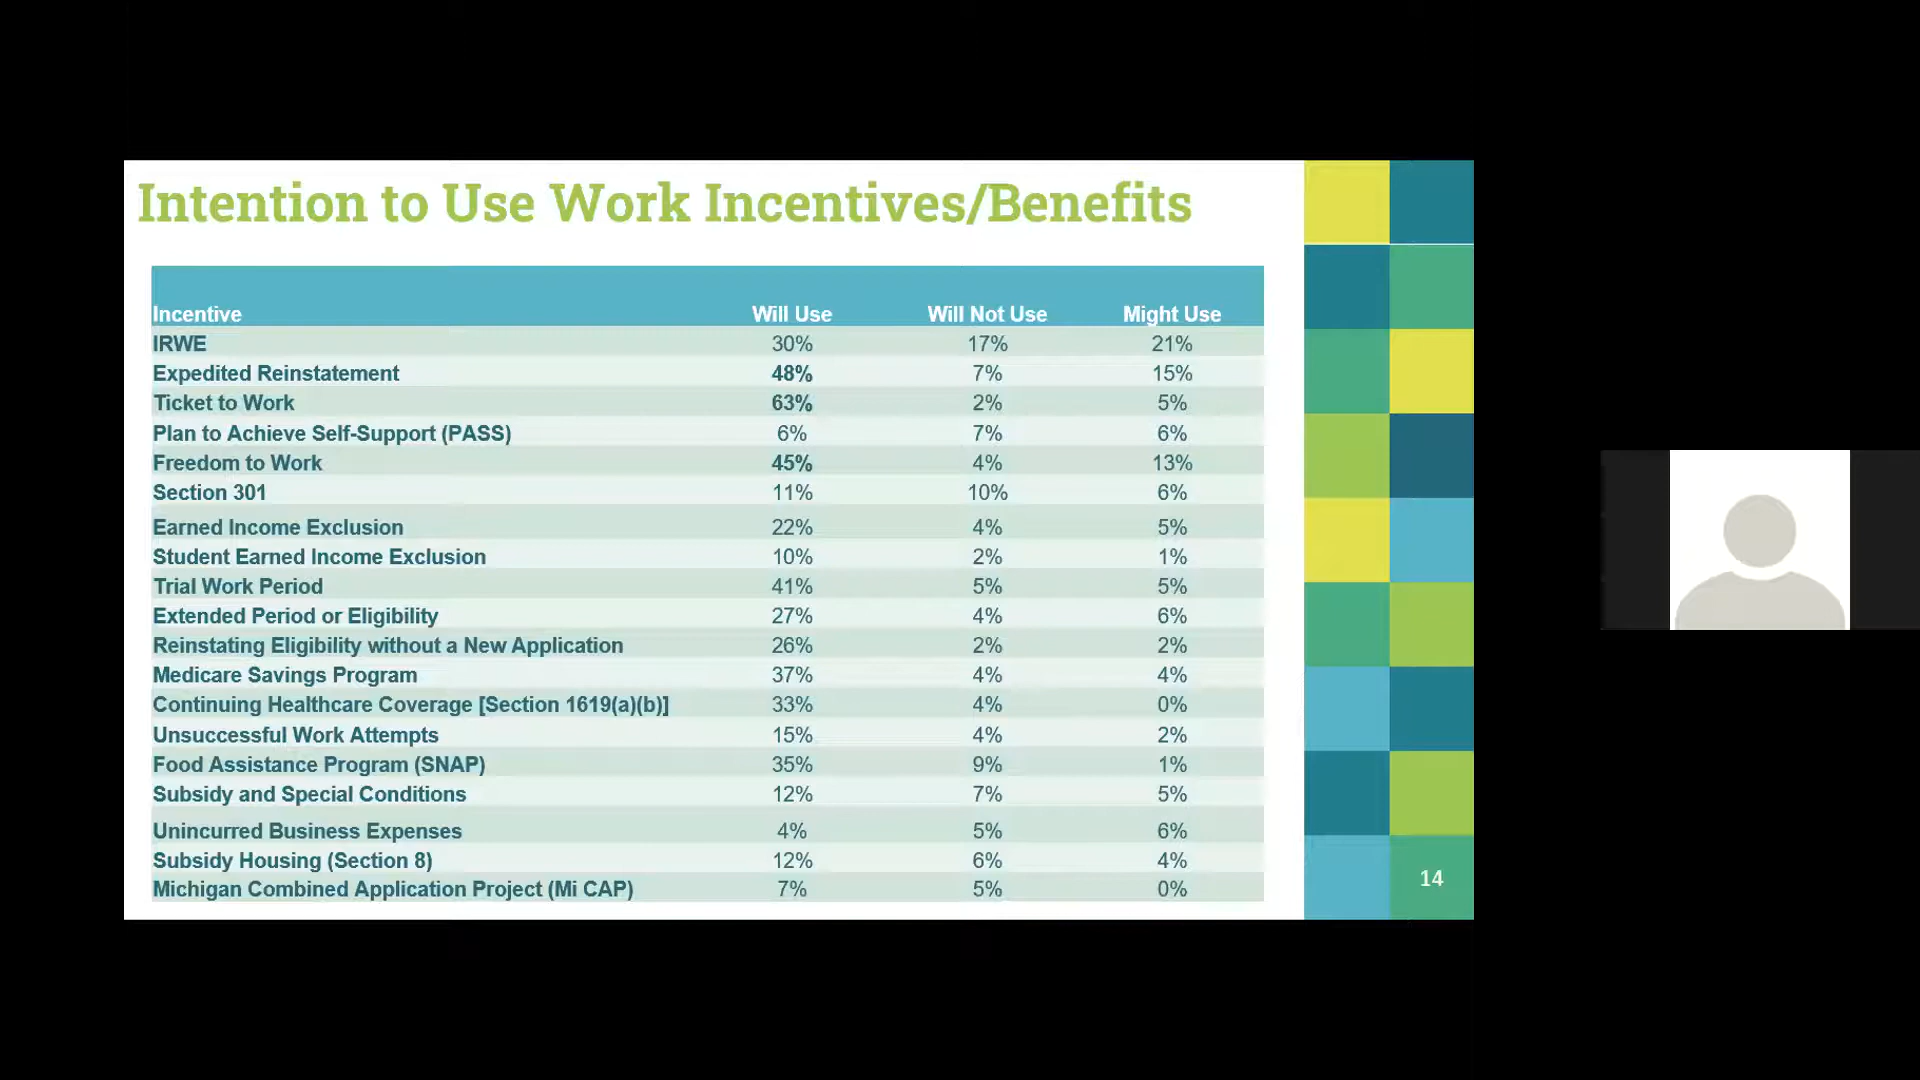 Intention to Use Work Incentives/Benefits
Incentive Will Use Will Not Use Might Use
IRWE 30% 17% 21%
Expedited Reinstatement 48% 7% 15%
Ticket to Work 63% 2% 5%
Plan to Achieve Self-Support (PASS) 6% 7% 6%
Freedom to Work 45% 4% 13%
Section 301 11% 10% 6%
Earned Income Exclusion 22% 4% 5%
Student Earned Income Exclusion 10% 2% 1%
Trial Work Period 41% 5% 5%
Extended Period or Eligibility 27% 4% 6%
Reinstating Eligibility without a New Application 26% 2% 2%
Medicare Savings Program 37% 4% 4%
Continuing Healthcare Coverage [Section 1619(a)(b)] 33% 4% 0%
Unsuccessful Work Attempts 15% 4% 2%
Food Assistance Program (SNAP) 35% 9% 1%
Subsidy and Special Conditions 12% 7% 5%
Unincurred Business Expenses 4% 5% 6%
Subsidy Housing (Section 8) 12% 6% 4%
Michigan Combined Application Project (Mi CAP) 7% 5% 0%
14